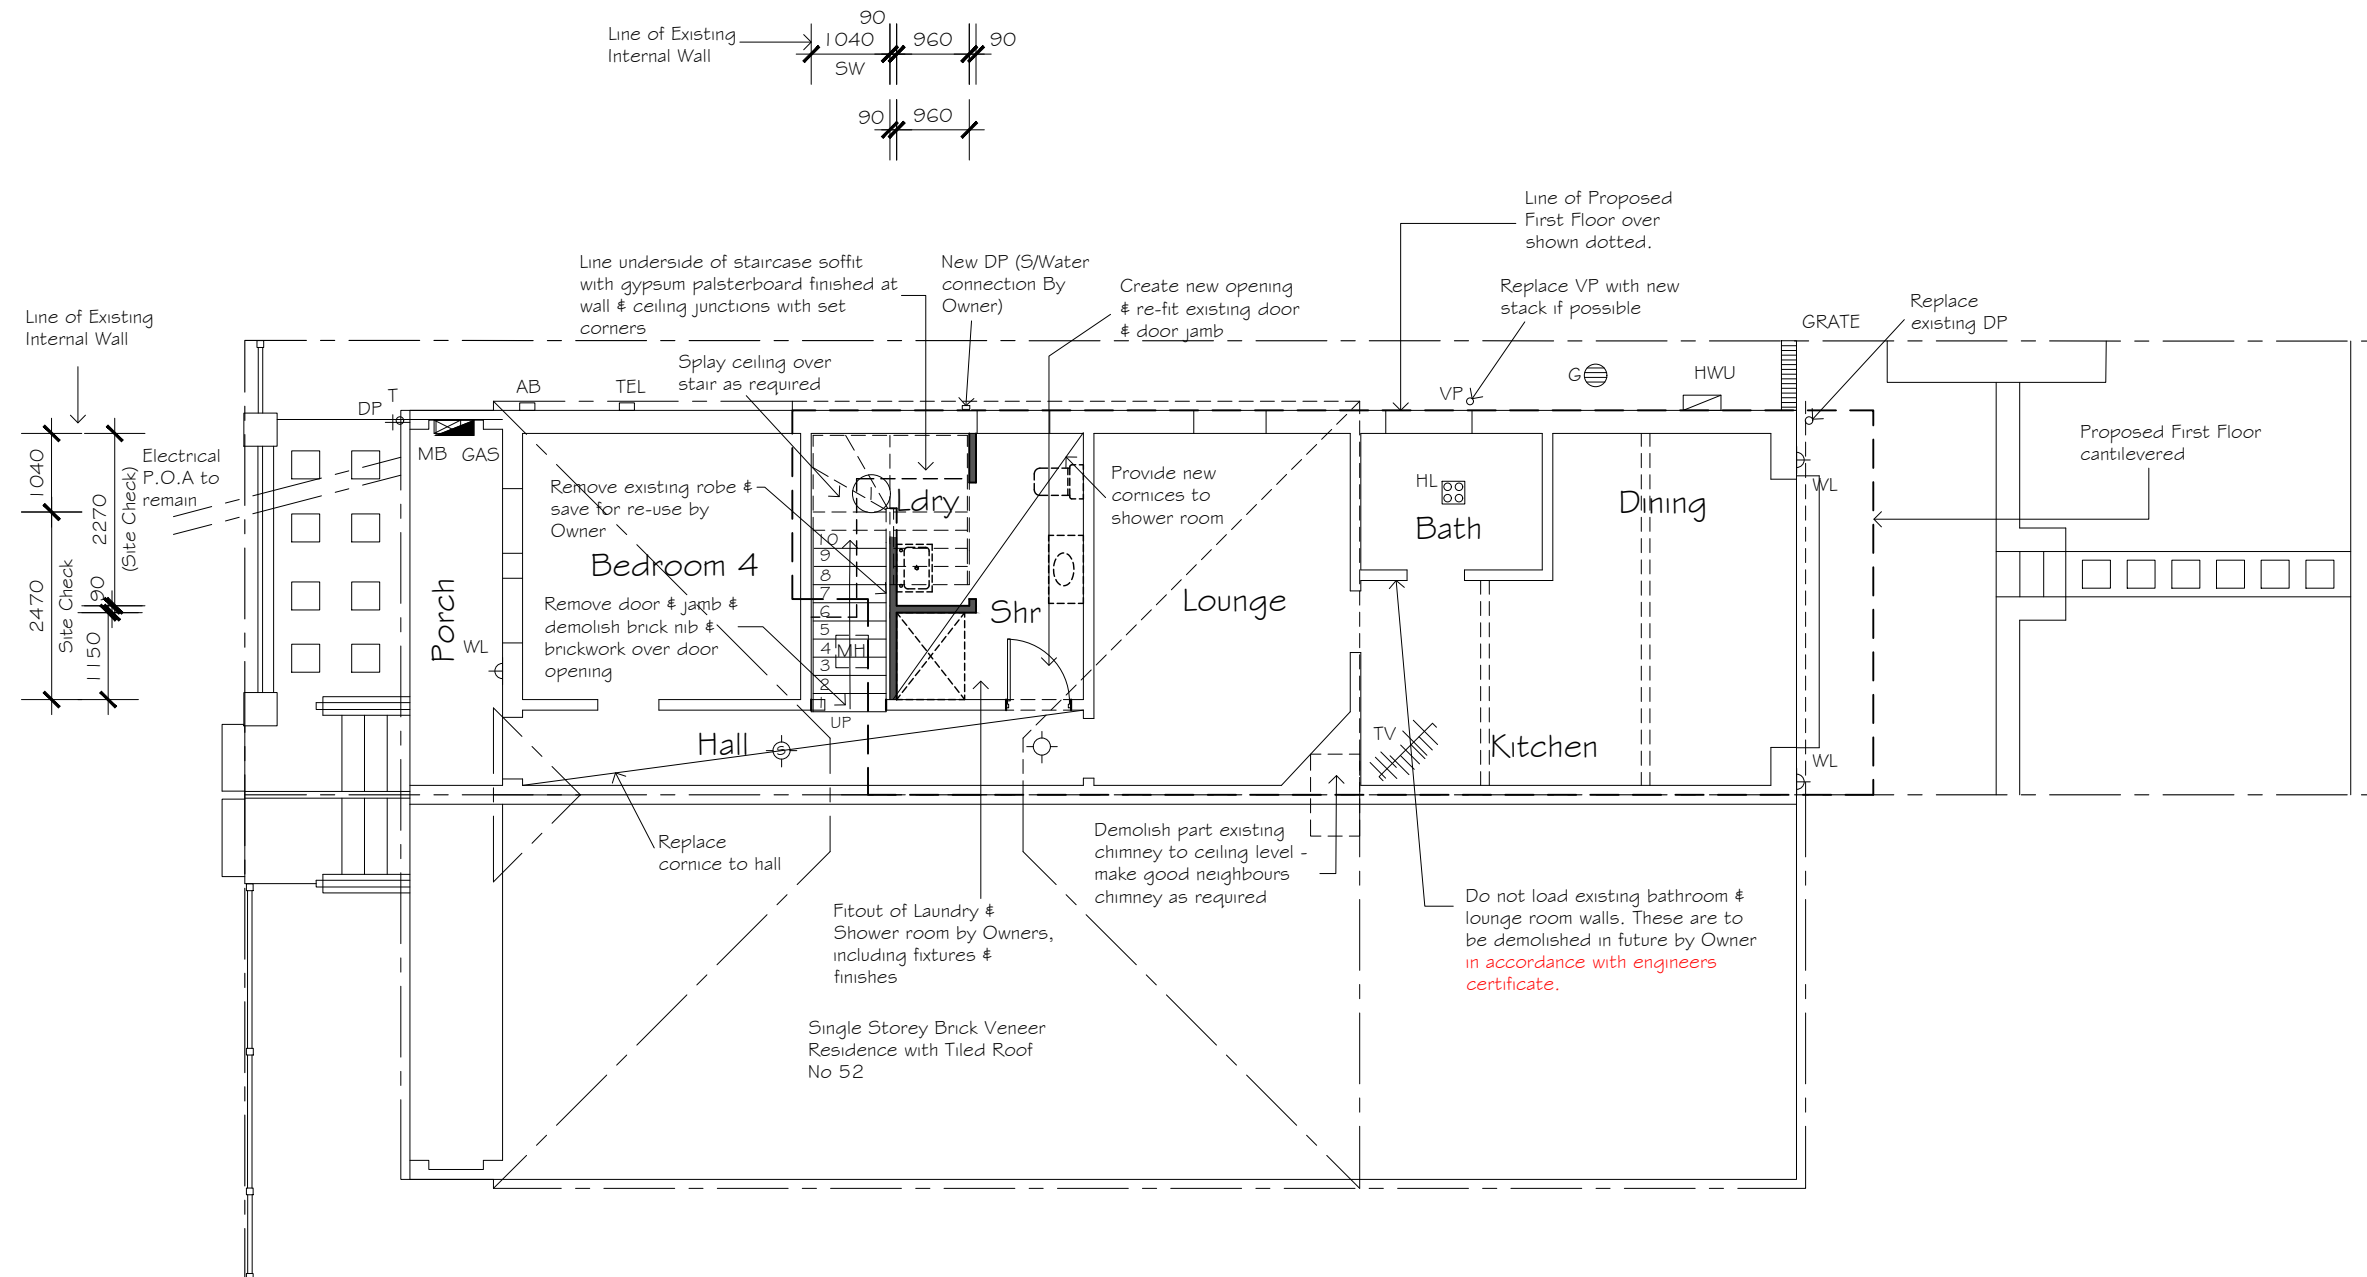 90
Line of Existing
Internal Wall
1040
960
90
SW
90
960
Line of Proposed
First Floor over
shown dotted.
Line underside of staircase soffit
with gypsum palsterboard finished at
wall & ceiling junctions with set
corners
New DP (S/Water
connection By
Owner)
Create new opening
& re-fit existing door
& door jamb
Replace VP with new
stack if possible
Replace
existing DP
GRATE
Line of Existing
Internal Wall
Splay ceiling over
stair as required
AB
TEL
T
DP
VP
G
HWU
MB
GAS
Electrical
P.O.A to
remain
1040
2470
Site Check
2270
(Site Check)
90
1150
Proposed First Floor
cantilevered
Provide new
cornices to
shower room
Remove existing robe &
save for re-use by
Owner
Ldry
HL
Bath
Dining
WL
Bedroom 4
10
9
8
7
6
5
4
3
2
MH
UP
Remove door & jamb &
demolish brick nib &
brickwork over door
opening
Porch
WL
Shr
Lounge
Hall
S
TV
Kitchen
WL
Replace
cornice to hall
Demolish part existing
chimney to ceiling level -
make good neighbours
chimney as required
Fitout of Laundry &
Shower room by Owners,
including fixtures &
finishes
Do not load existing bathroom &
lounge room walls. These are to
be demolished in future by Owner
in accordance with engineers
certificate.
Single Storey Brick Veneer
Residence with Tiled Roof
No 52